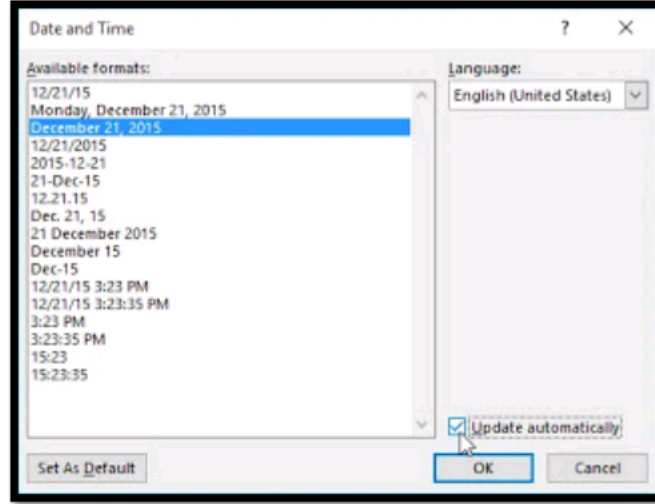 Date and Time
Available formats:
12/21/15
Monday, December 21, 2015
December 21, 2015
12/21/2015
2015-12-21
21-Dec-15
12.21.15
Dec. 21, 15
21 December 2015
December 15
Dec-15
12/21/15 3:23 PM
12/21/15 3:23:35 PM
3:23 PM
3:23:35 PM
15:23
15:23:35
Language:
English (United States)
Update automatically
Set As Default
OK
Cancel